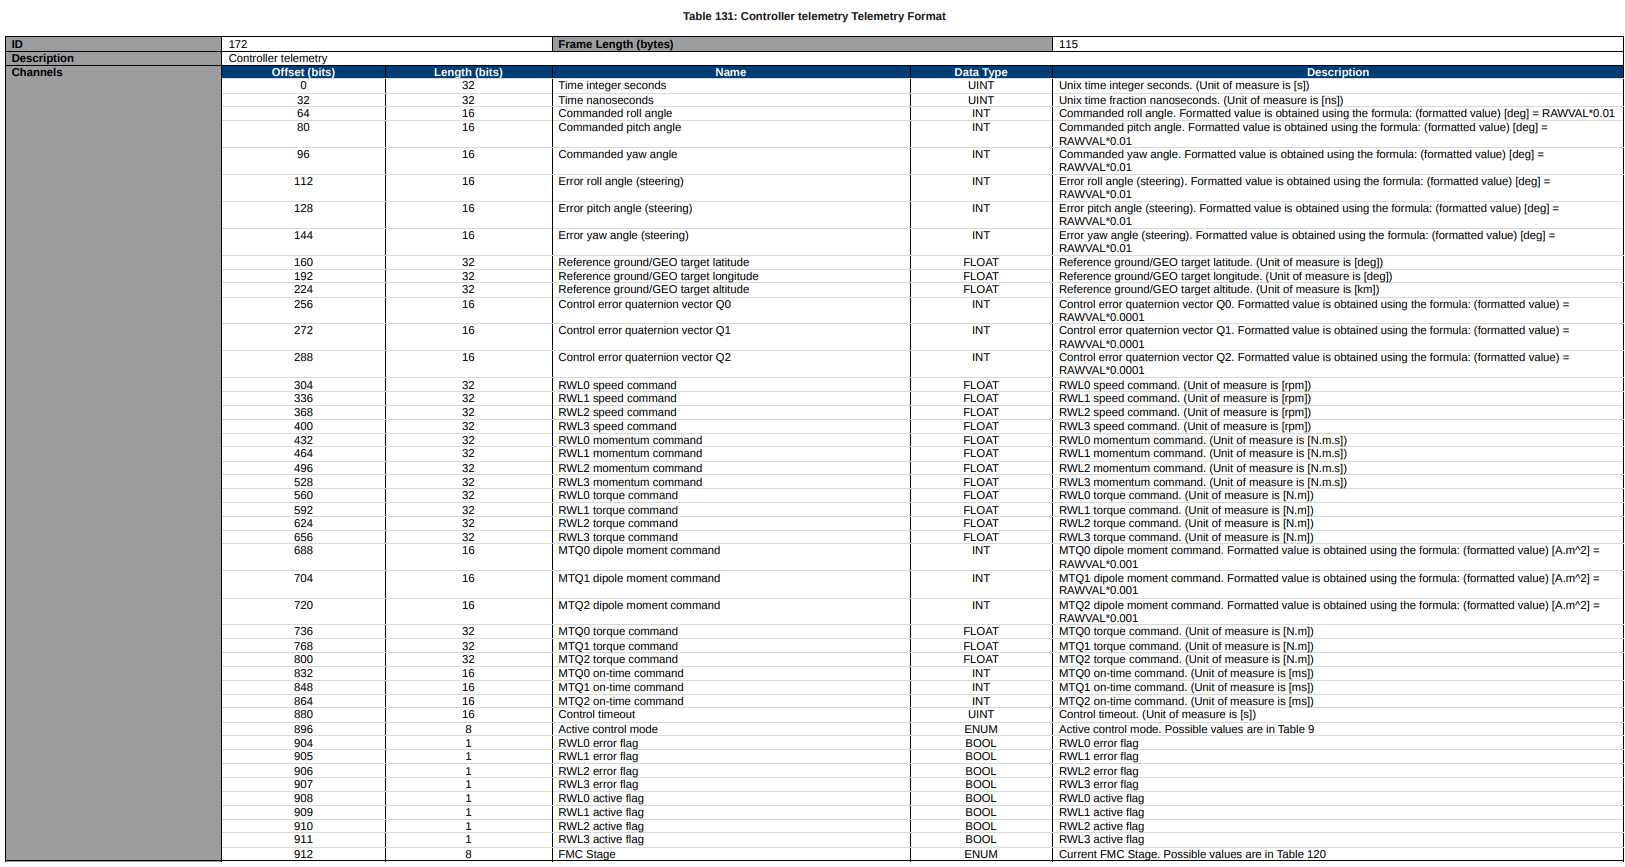 Table 131: Controller telemetry Telemetry Format
ID 172 Frame Length (bytes) 115
Description Controller telemetry
Channels Offset (bits) Length (bits) Name Data Type Description
0 32 Time integer seconds UINT Unix time integer seconds. (Unit of measure is [s])
32 32 Time nanoseconds UINT Unix time fraction nanoseconds. (Unit of measure is [ns])
64 16 Commanded roll angle INT Commanded roll angle. Formatted value is obtained using the formula: (formatted value) [deg] = RAWVAL*0.01
80 16 Commanded pitch angle INT Commanded pitch angle. Formatted value is obtained using the formula: (formatted value) [deg] =
RAWVAL*0.01
96 16 Commanded yaw angle INT Commanded yaw angle. Formatted value is obtained using the formula: (formatted value) [deg] =
RAWVAL*0.01
112 16 Error roll angle (steering) INT Error roll angle (steering). Formatted value is obtained using the formula: (formatted value) [deg] =
RAWVAL*0.01
128 16 Error pitch angle (steering) INT Error pitch angle (steering). Formatted value is obtained using the formula: (formatted value) [deg] =
RAWVAL*0.01
144 16 Error yaw angle (steering) INT Error yaw angle (steering). Formatted value is obtained using the formula: (formatted value) [deg] =
RAWVAL*0.01
160 32 Reference ground/GEO target latitude FLOAT Reference ground/GEO target latitude. (Unit of measure is [deg])
192 32 Reference ground/GEO target longitude FLOAT Reference ground/GEO target longitude. (Unit of measure is [deg])
224 32 Reference ground/GEO target altitude FLOAT Reference ground/GEO target altitude. (Unit of measure is [km])
256 16 Control error quaternion vector Q0 INT Control error quaternion vector Q0. Formatted value is obtained using the formula: (formatted value) =
RAWVAL*0.0001
272 16 Control error quaternion vector Q1 INT Control error quaternion vector Q1. Formatted value is obtained using the formula: (formatted value) =
RAWVAL*0.0001
288 16 Control error quaternion vector Q2 INT Control error quaternion vector Q2. Formatted value is obtained using the formula: (formatted value) =
RAWVAL*0.0001
304 32 RWL0 speed command FLOAT RWL0 speed command. (Unit of measure is [rpm])
336 32 RWL1 speed command FLOAT RWL1 speed command. (Unit of measure is [rpm])
368 32 RWL2 speed command FLOAT RWL2 speed command. (Unit of measure is [rpm])
400 32 RWL3 speed command FLOAT RWL3 speed command. (Unit of measure is [rpm])
432 32 RWL0 momentum command FLOAT RWL0 momentum command. (Unit of measure is [N.m.s])
464 32 RWL1 momentum command FLOAT RWL1 momentum command. (Unit of measure is [N.m.s])
496 32 RWL2 momentum command FLOAT RWL2 momentum command. (Unit of measure is [N.m.s])
528 32 RWL3 momentum command FLOAT RWL3 momentum command. (Unit of measure is [N.m.s])
560 32 RWL0 torque command FLOAT RWL0 torque command. (Unit of measure is [N.m])
592 32 RWL1 torque command FLOAT RWL1 torque command. (Unit of measure is [N.m])
624 32 RWL2 torque command FLOAT RWL2 torque command. (Unit of measure is [N.m])
656 32 RWL3 torque command FLOAT RWL3 torque command. (Unit of measure is [N.m])
688 16 MTQ0 dipole moment command INT MTQ0 dipole moment command. Formatted value is obtained using the formula: (formatted value) [A.m^2] =
RAWVAL*0.001
704 16 MTQ1 dipole moment command INT MTQ1 dipole moment command. Formatted value is obtained using the formula: (formatted value) [A.m^2] =
RAWVAL*0.001
720 16 MTQ2 dipole moment command INT MTQ2 dipole moment command. Formatted value is obtained using the formula: (formatted value) [A.m^2] =
RAWVAL*0.001
736 32 MTQ0 torque command FLOAT MTQ0 torque command. (Unit of measure is [N.m])
768 32 MTQ1 torque command FLOAT MTQ1 torque command. (Unit of measure is [N.m])
800 32 MTQ2 torque command FLOAT MTQ2 torque command. (Unit of measure is [N.m])
832 16 MTQ0 on-time command INT MTQ0 on-time command. (Unit of measure is [ms])
848 16 MTQ1 on-time command INT MTQ1 on-time command. (Unit of measure is [ms])
864 16 MTQ2 on-time command INT MTQ2 on-time command. (Unit of measure is [ms])
880 16 Control timeout UINT Control timeout. (Unit of measure is [s])
896 8 Active control mode ENUM Active control mode. Possible values are in Table 9
904 1 RWL0 error flag BOOL RWL0 error flag
905 1 RWL1 error flag BOOL RWL1 error flag
906 1 RWL2 error flag BOOL RWL2 error flag
907 1 RWL3 error flag BOOL RWL3 error flag
908 1 RWL0 active flag BOOL RWL0 active flag
909 1 RWL1 active flag BOOL RWL1 active flag
910 1 RWL2 active flag BOOL RWL2 active flag
911 1 RWL3 active flag BOOL RWL3 active flag
912 8 FMC Stage ENUM Current FMC Stage. Possible values are in Table 120